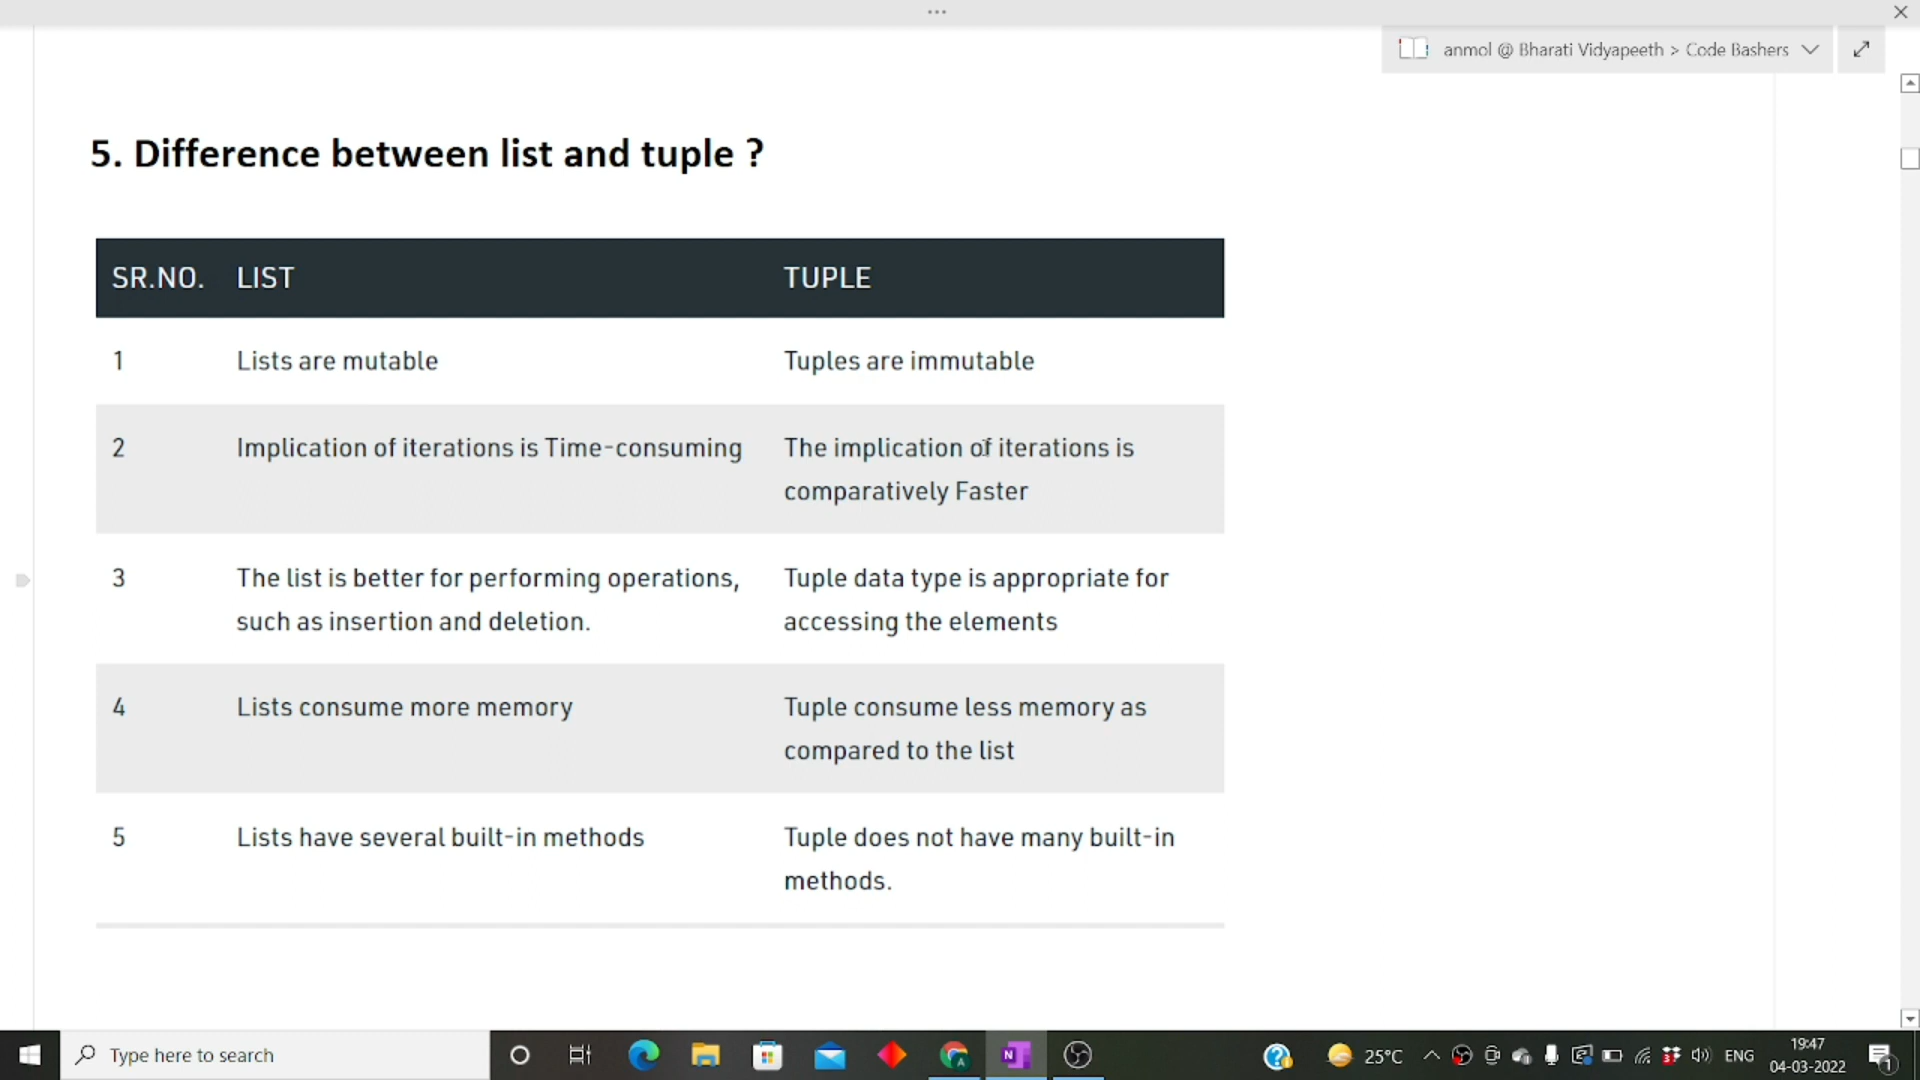 anmol @ Bharati Vidyapeeth > Code Bashers
5. Difference between list and tuple ?
SR.NO. LIST TUPLE
1 Lists are mutable Tuples are immutable
2 Implication of iterations is Time-consuming The implication of iterations is
comparatively Faster
3 The list is better for performing operations, Tuple data type is appropriate for
such as insertion and deletion. accessing the elements
4 Lists consume more memory Tuple consume less memory as
compared to the list
5 Lists have several built-in methods Tuple does not have many built-in
methods.
Type here to search
25°C
ENG
19:47
04-03-2022
1